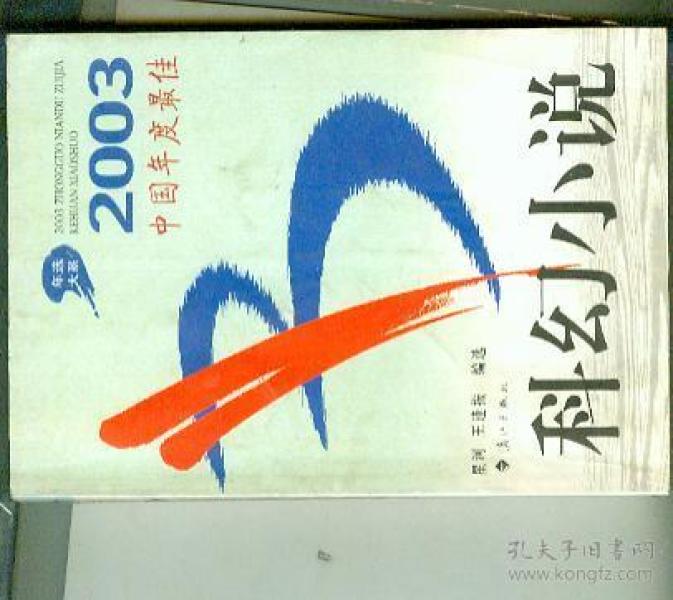 年选
大系
2003 ZHONGGUO NIANDU ZUIJIA
KEHUAN XIAOSHUO
2003
中国年度最佳
科幻小说
星河 王逢振 编选
漓江出版社
孔夫子旧书网
www.kongfz.com